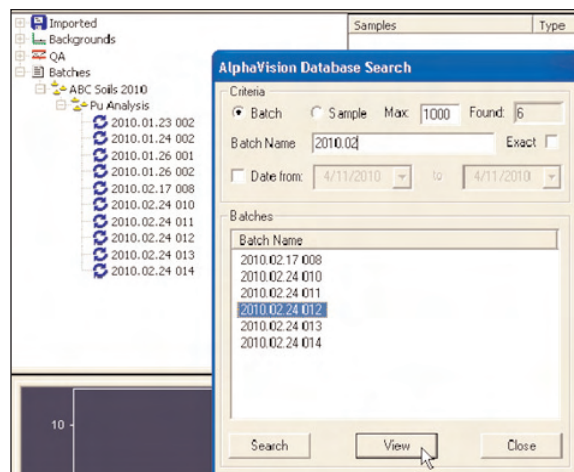 Imported
Backgrounds
QA
Batches
ABC Soils 2010
Pu Analysis
2010.01.23 002
2010.01.24 002
2010.01.26 001
2010.01.26 002
2010.02.17 008
2010.02.24 010
2010.02.24 011
2010.02.24 012
2010.02.24 013
2010.02.24 014
Samples Type
AlphaVision Database Search
Criteria
Batch Sample Max: 1000 Found: 6
Batch Name 2010.02 Exact
Date from: 4/11/2010 to 4/11/2010
Batches
Batch Name
2010.02.17 008
2010.02.24 010
2010.02.24 011
2010.02.24 012
2010.02.24 013
2010.02.24 014
Search View Close
10